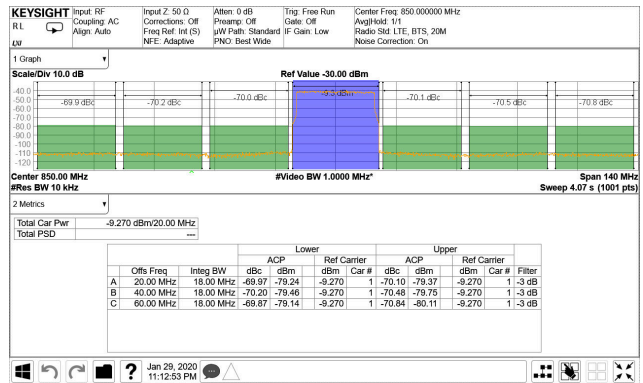 KEYSIGHT Input: RF Input Z: 50 Ω Atten: 0 dB Trig: Free Run Center Freq: 850.000000 MHz
RL Coupling: AC Corrections: Off Preamp: Off Gate: Off Avg|Hold: 1/1
Align: Auto Freq Ref: Int (S) µW Path: Standard IF Gain: Low Radio Std: LTE, BTS, 20M
LXI NFE: Adaptive PNO: Best Wide Noise Correction: On
1 Graph
Scale/Div 10.0 dB Ref Value -30.00 dBm
-40.0
-50.0
-60.0
-70.0
-80.0
-90.0
-100
-110
-120
-69.9 dBc -70.2 dBc -70.0 dBc -9.3 dBm -70.1 dBc -70.5 dBc -70.8 dBc
Center 850.00 MHz #Video BW 1.0000 MHz* Span 140 MHz
#Res BW 10 kHz Sweep 4.07 s (1001 pts)
2 Metrics
Total Car Pwr -9.270 dBm/20.00 MHz
Total PSD ---
Lower Upper
ACP Ref Carrier ACP Ref Carrier
Offs Freq Integ BW dBc dBm dBm Car # dBc dBm dBm Car # Filter
A 20.00 MHz 18.00 MHz -69.97 -79.24 -9.270 1 -70.10 -79.37 -9.270 1 -3 dB
B 40.00 MHz 18.00 MHz -70.20 -79.46 -9.270 1 -70.48 -79.75 -9.270 1 -3 dB
C 60.00 MHz 18.00 MHz -69.87 -79.14 -9.270 1 -70.84 -80.11 -9.270 1 -3 dB
? Jan 29, 2020
11:12:53 PM